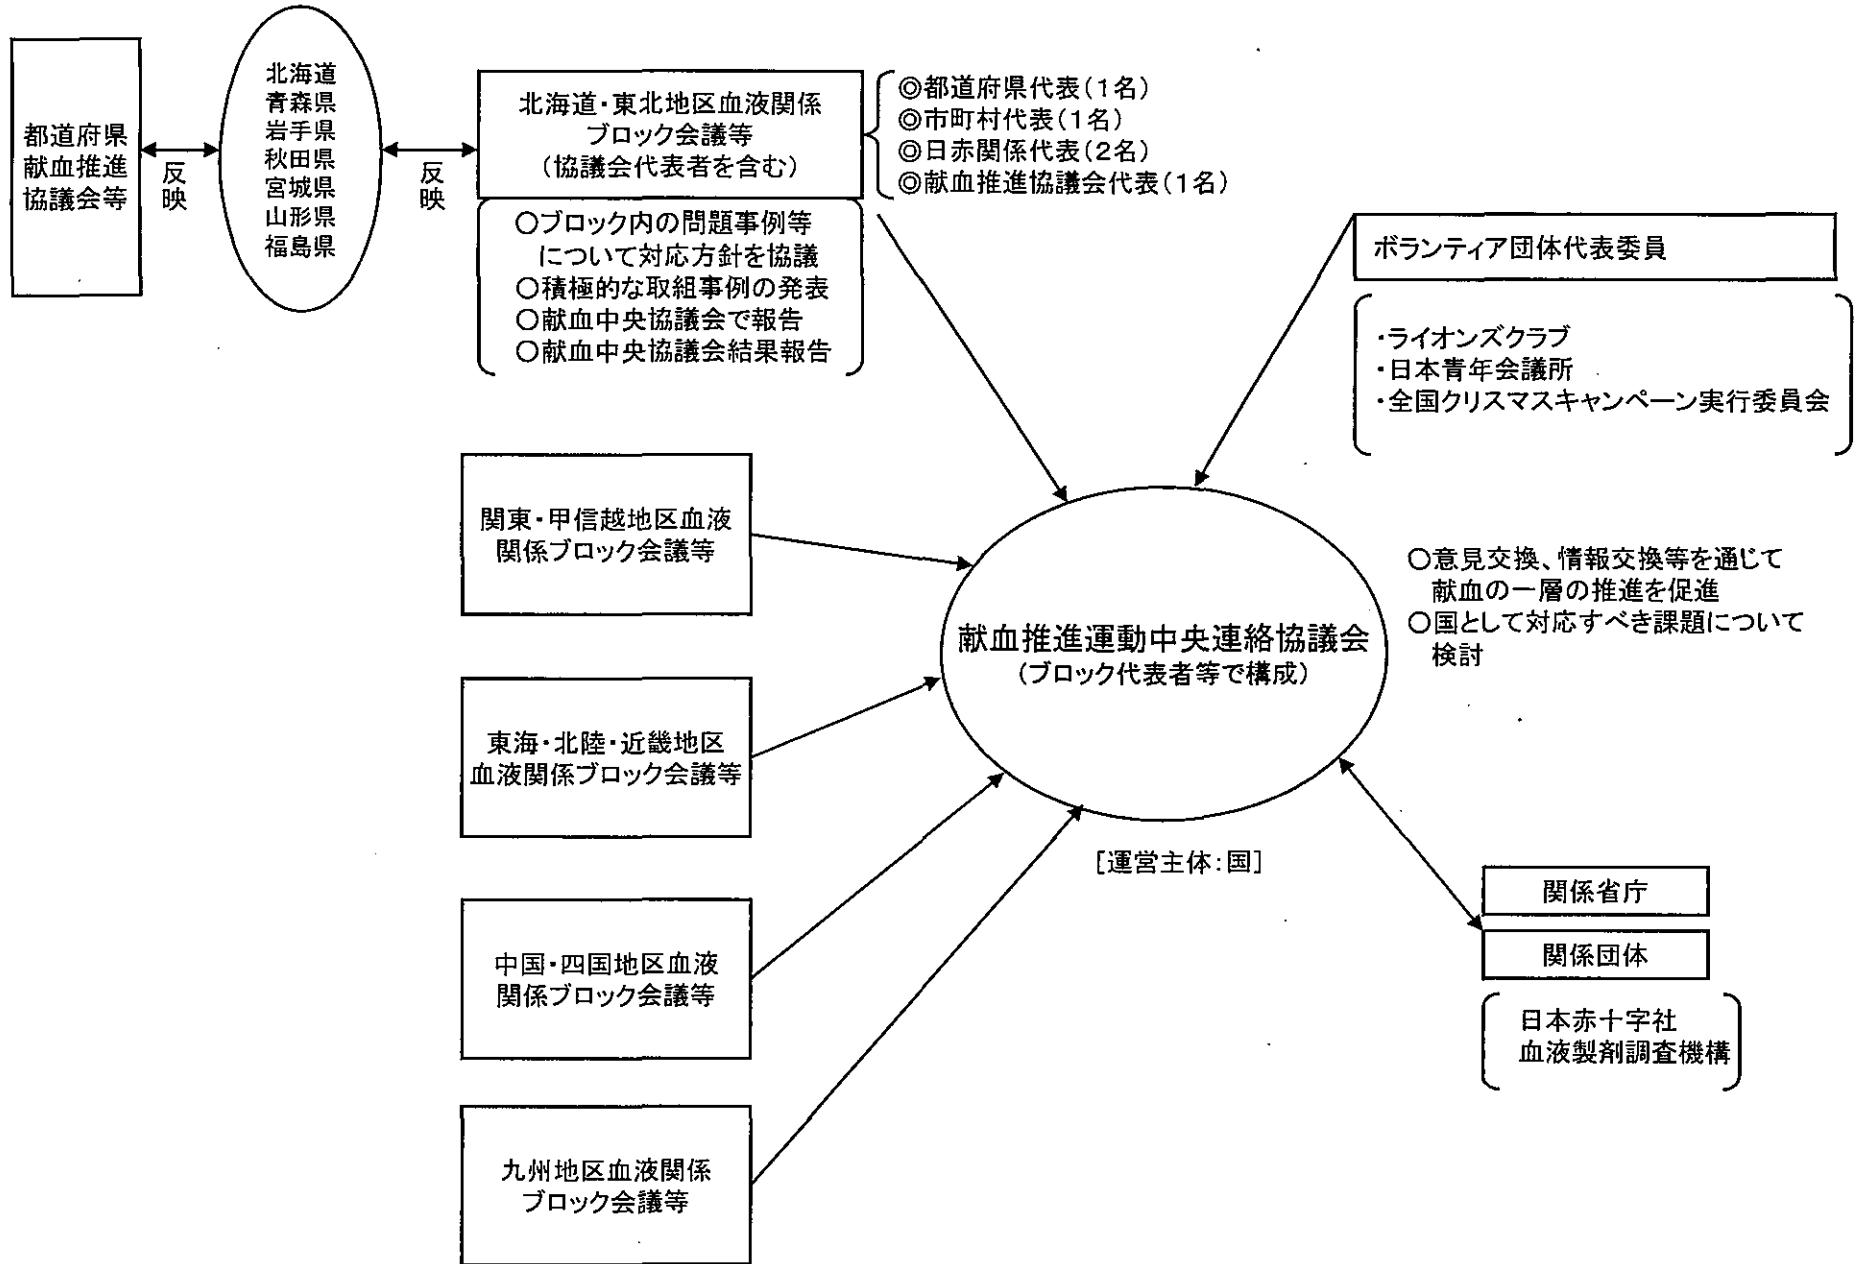 都道府県
献血推進
協議会等
反映
北海道
青森県
岩手県
秋田県
宮城県
山形県
福島県
反映
北海道・東北地区血液関係
ブロック会議等
(協議会代表者を含む)
◎都道府県代表(1名)
◎市町村代表(1名)
◎日赤関係代表(2名)
◎献血推進協議会代表(1名)
○ブロック内の問題事例等
について対応方針を協議
○積極的な取組事例の発表
○献血中央協議会で報告
○献血中央協議会結果報告
ボランティア団体代表委員
・ライオンズクラブ
・日本青年会議所
・全国クリスマスキャンペーン実行委員会
関東・甲信越地区血液
関係ブロック会議等
東海・北陸・近畿地区
血液関係ブロック会議等
中国・四国地区血液
関係ブロック会議等
九州地区血液関係
ブロック会議等
献血推進運動中央連絡協議会
(ブロック代表者等で構成)
[運営主体:国]
○意見交換、情報交換等を通じて
献血の一層の推進を促進
○国として対応すべき課題について
検討
関係省庁
関係団体
日本赤十字社
血液製剤調査機構